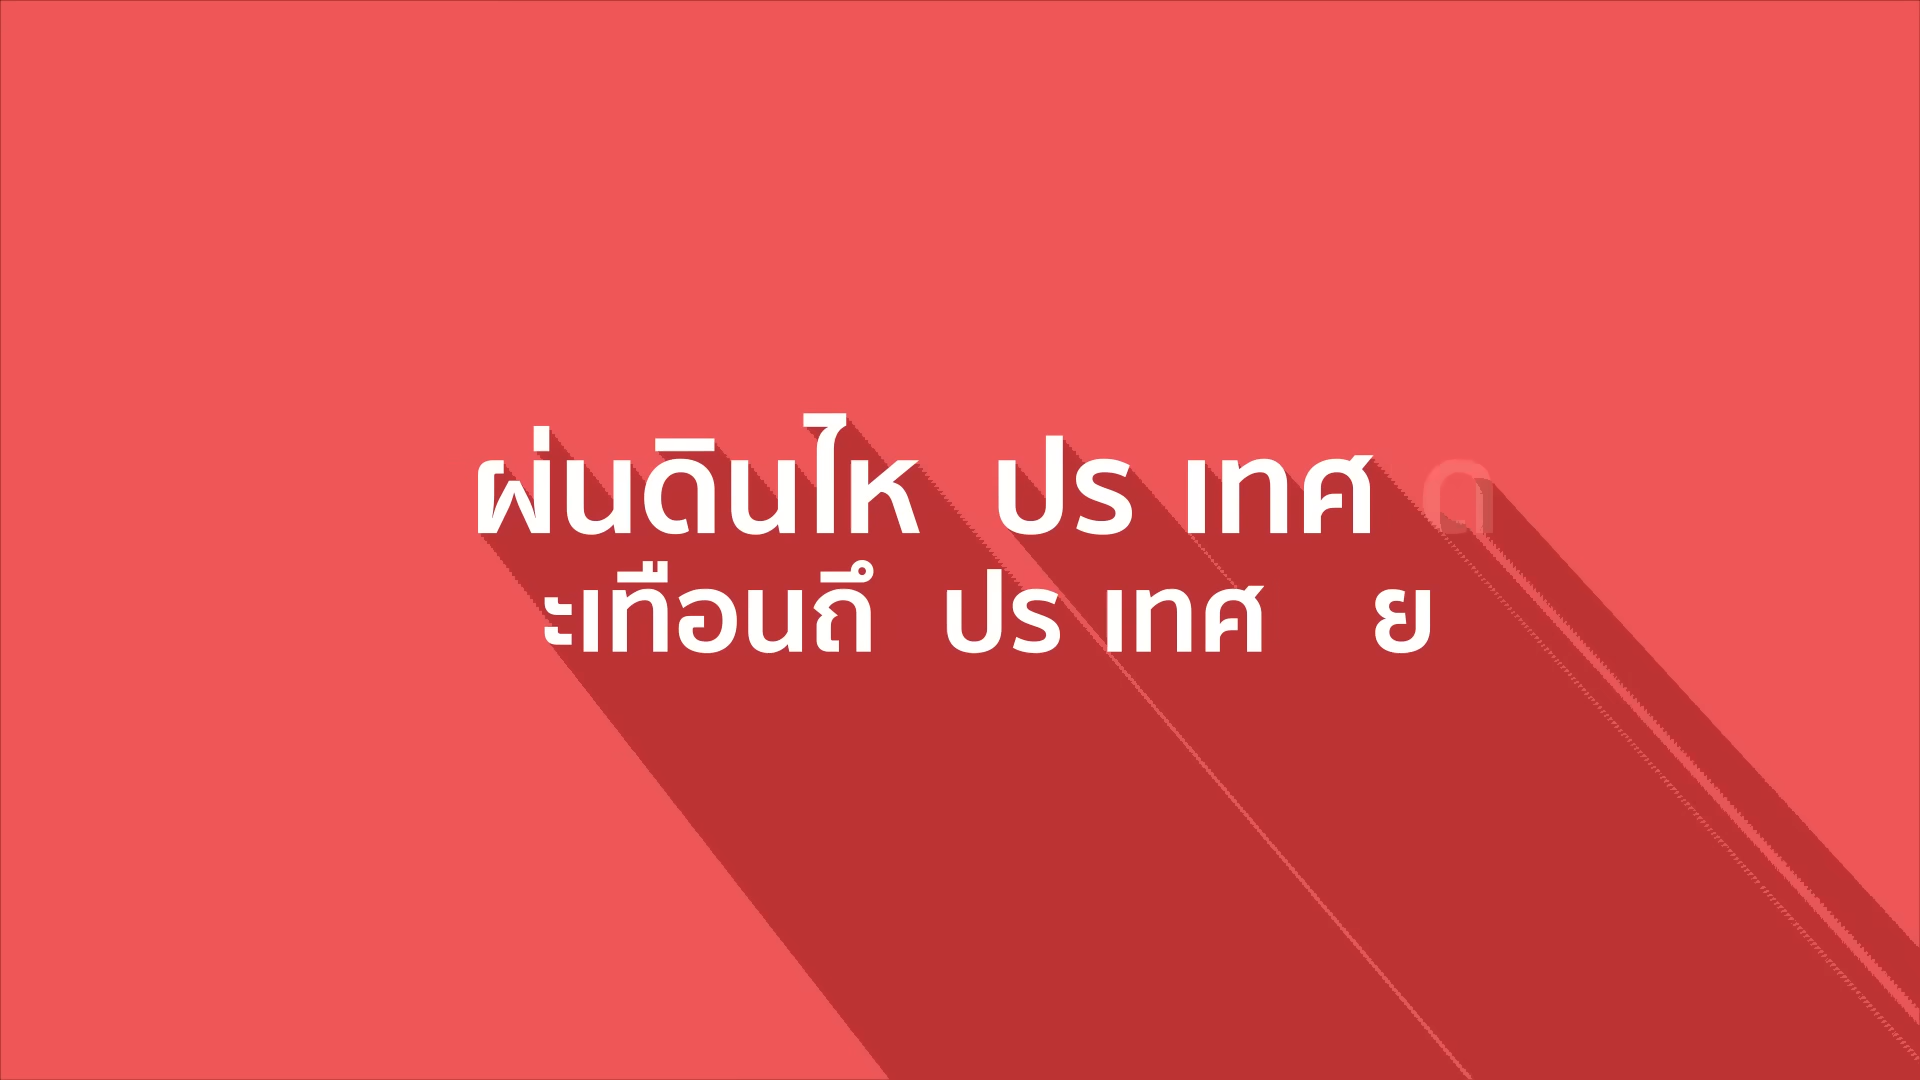 ผ่นดินไห ปร เทศ ด
ะเทือนถึ ปร เทศ ย